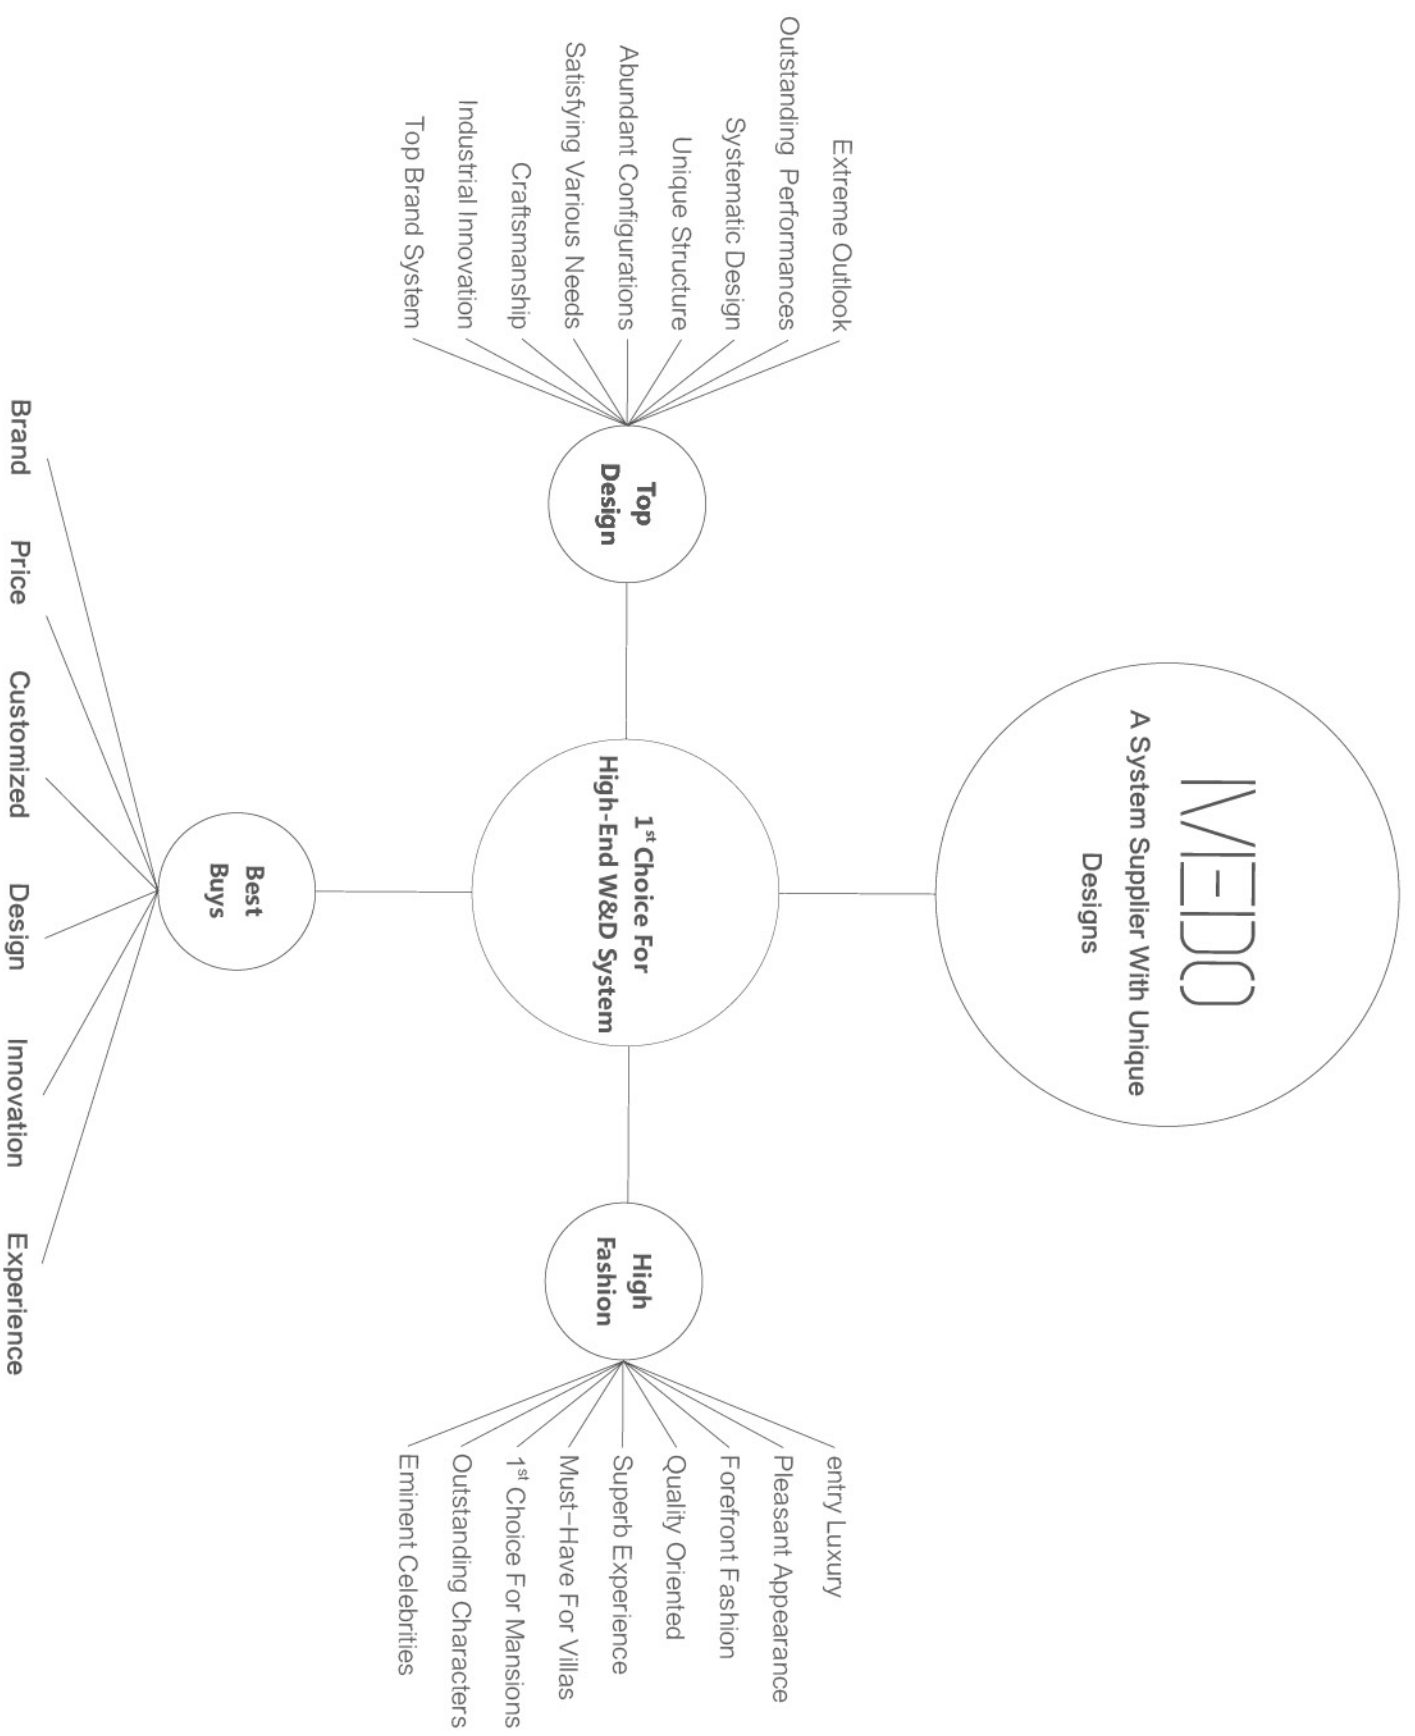 MEDO
A System Supplier With Unique
Designs
1st Choice For
High-End W&D System
Top
Design
Extreme Outlook
Outstanding Performances
Systematic Design
Unique Structure
Abundant Configurations
Satisfying Various Needs
Craftsmanship
Industrial Innovation
Top Brand System
High
Fashion
entry Luxury
Pleasant Appearance
Forefront Fashion
Quality Oriented
Superb Experience
Must-Have For Villas
1st Choice For Mansions
Outstanding Characters
Eminent Celebrities
Best
Buys
Brand Price Customized Design Innovation Experience